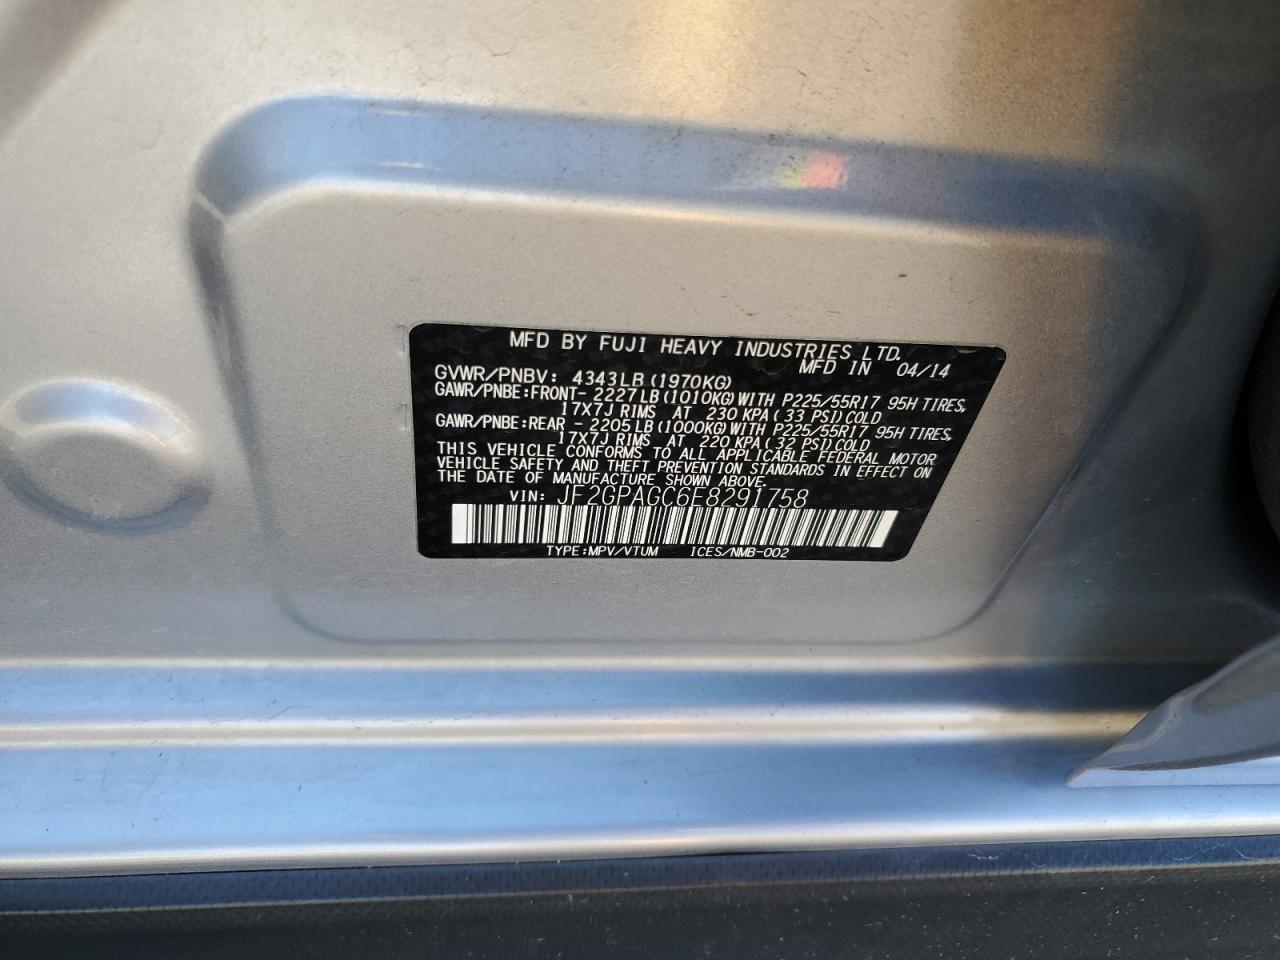 MFD BY FUJI HEAVY INDUSTRIES LTD.
MFD IN 04/14
GVWR/PNBV: 4343LB(1970KG)
GAWR/PNBE:FRONT- 2227LB(1010KG)WITH P225/55R17 95H TIRES,
17X7J RIMS AT 230 KPA(33 PSI)COLD
GAWR/PNBE:REAR - 2205LB(1000KG)WITH P225/55R17 95H TIRES,
17X7J RIMS AT 220 KPA(32 PSI)COLD
THIS VEHICLE CONFORMS TO ALL APPLICABLE FEDERAL MOTOR
VEHICLE SAFETY AND THEFT PREVENTION STANDARDS IN EFFECT ON
THE DATE OF MANUFACTURE SHOWN ABOVE.
VIN: JF2GPAGC6E8291758
TYPE:MPV/VTUM ICES/NMB-002